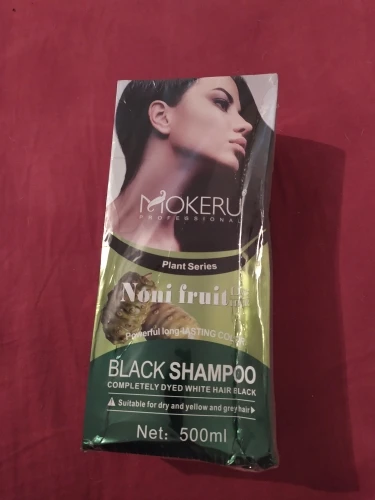 MOKERU
PROFESSIONAL
Plant Series
Noni fruit
Powerful long-LASTING
BLACK SHAMPOO
COMPLETELY DYED WHITE HAIR BLACK
Suitable for dry and yellow and grey hair
Net: 500ml